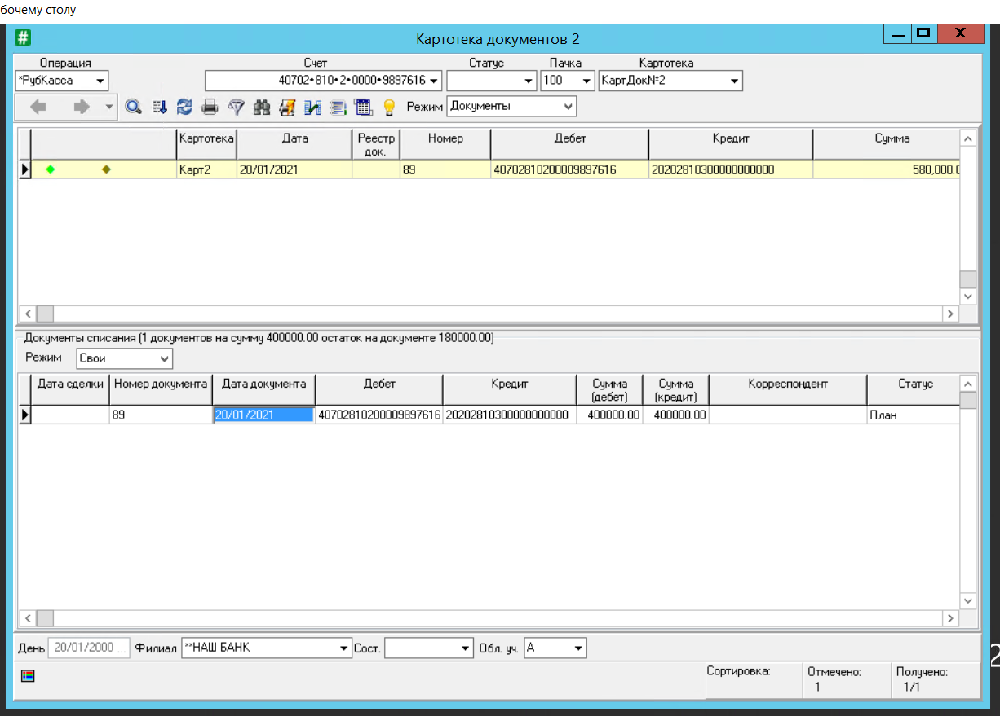 бочему столу
Картотека документов 2
Операция Счет Статус Пачка Картотека
*РубКасса 40702•810•2•0000•9897616 100 КартДок№2
Режим Документы
Картотека Дата Реестр док. Номер Дебет Кредит Сумма
Карт2 20/01/2021 89 40702810200009897616 20202810300000000000 580,000.0
Документы списания (1 документов на сумму 400000.00 остаток на документе 180000.00)
Режим Свои
Дата сделки Номер документа Дата документа Дебет Кредит Сумма (дебет) Сумма (кредит) Корреспондент Статус
89 20/01/2021 40702810200009897616 20202810300000000000 400000.00 400000.00 План
День 20/01/2000 ... Филиал **НАШ БАНК Сост. Обл. уч. А
Сортировка: Отмечено: Получено:
1 1/1
2